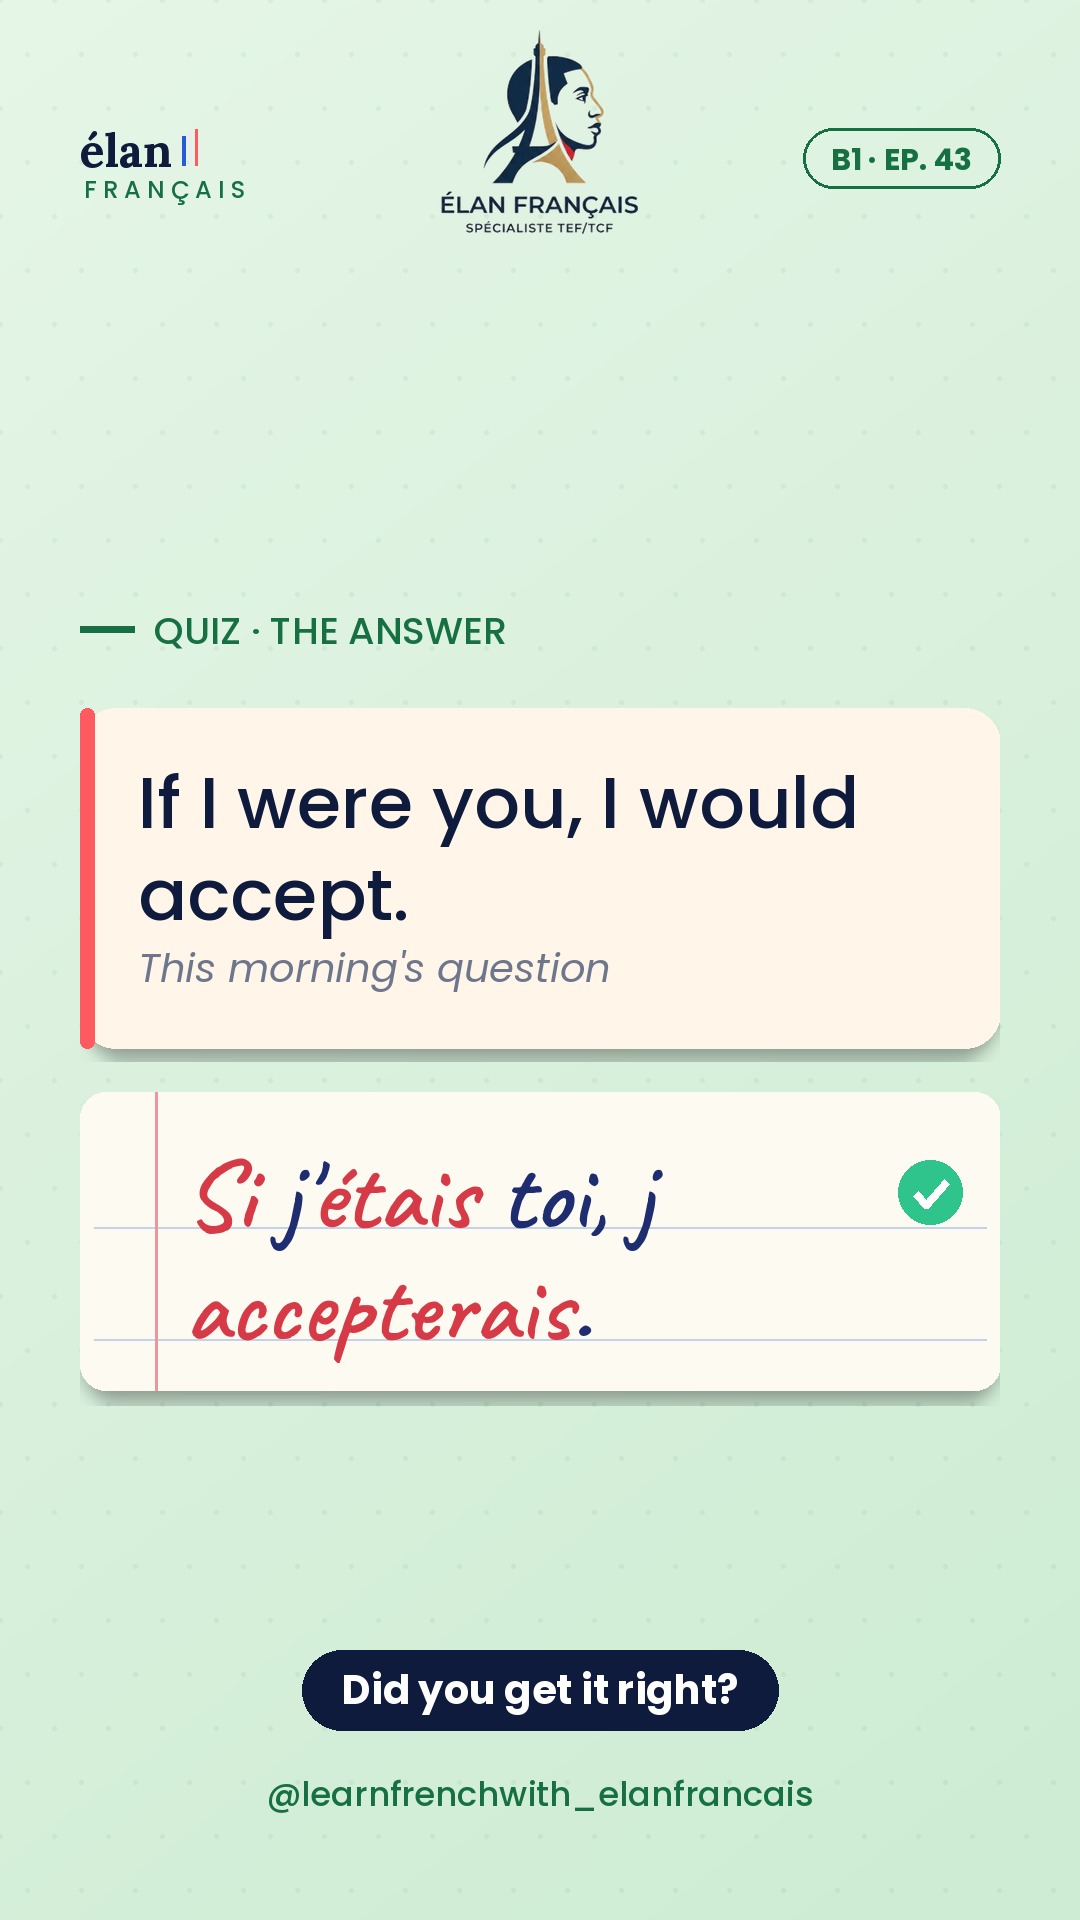 élan
FRANÇAIS
ÉLAN FRANÇAIS
SPÉCIALISTE TEF/TCF
B1 · EP. 43
QUIZ · THE ANSWER
If I were you, I would
accept.
This morning's question
Si j'étais toi, j
accepterais.
Did you get it right?
@learnfrenchwith_elanfrancais